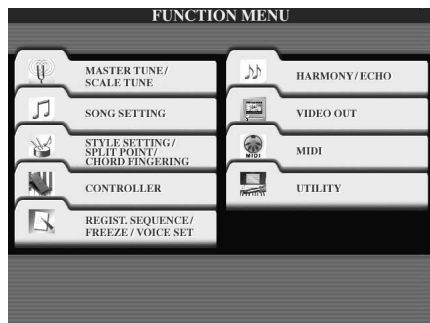 FUNCTION MENU
MASTER TUNE/
SCALE TUNE
SONG SETTING
STYLE SETTING/
SPLIT POINT/
CHORD FINGERING
CONTROLLER
REGIST. SEQUENCE/
FREEZE / VOICE SET
HARMONY/ ECHO
VIDEO OUT
MIDI
MIDI
UTILITY